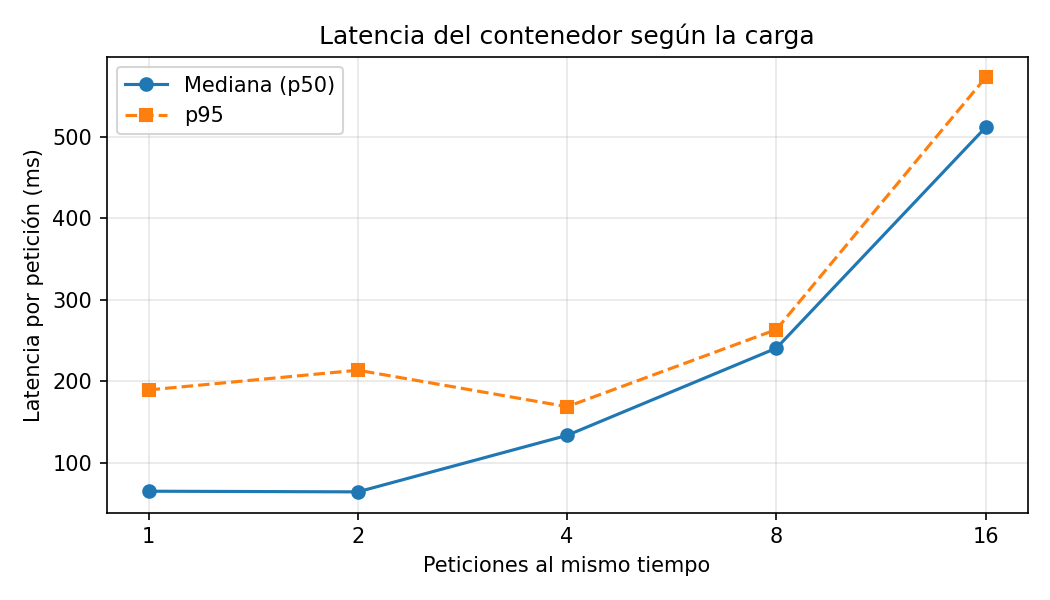 Latencia del contenedor según la carga
Mediana (p50)
p95
Latencia por petición (ms)
500
400
300
200
100
1 2 4 8 16
Peticiones al mismo tiempo